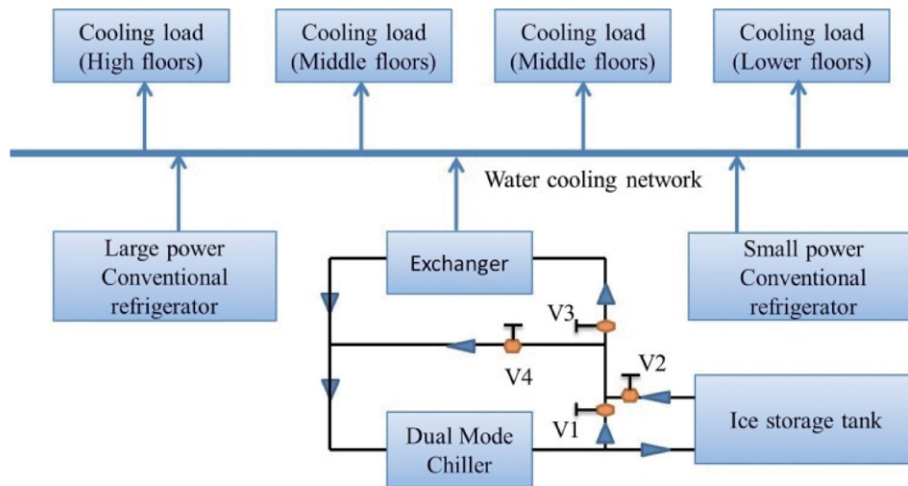 Cooling load
(High floors)
Cooling load
(Middle floors)
Cooling load
(Middle floors)
Cooling load
(Lower floors)
Water cooling network
Large power
Conventional
refrigerator
Exchanger
Small power
Conventional
refrigerator
V3
V4
V2
V1
Dual Mode
Chiller
Ice storage tank